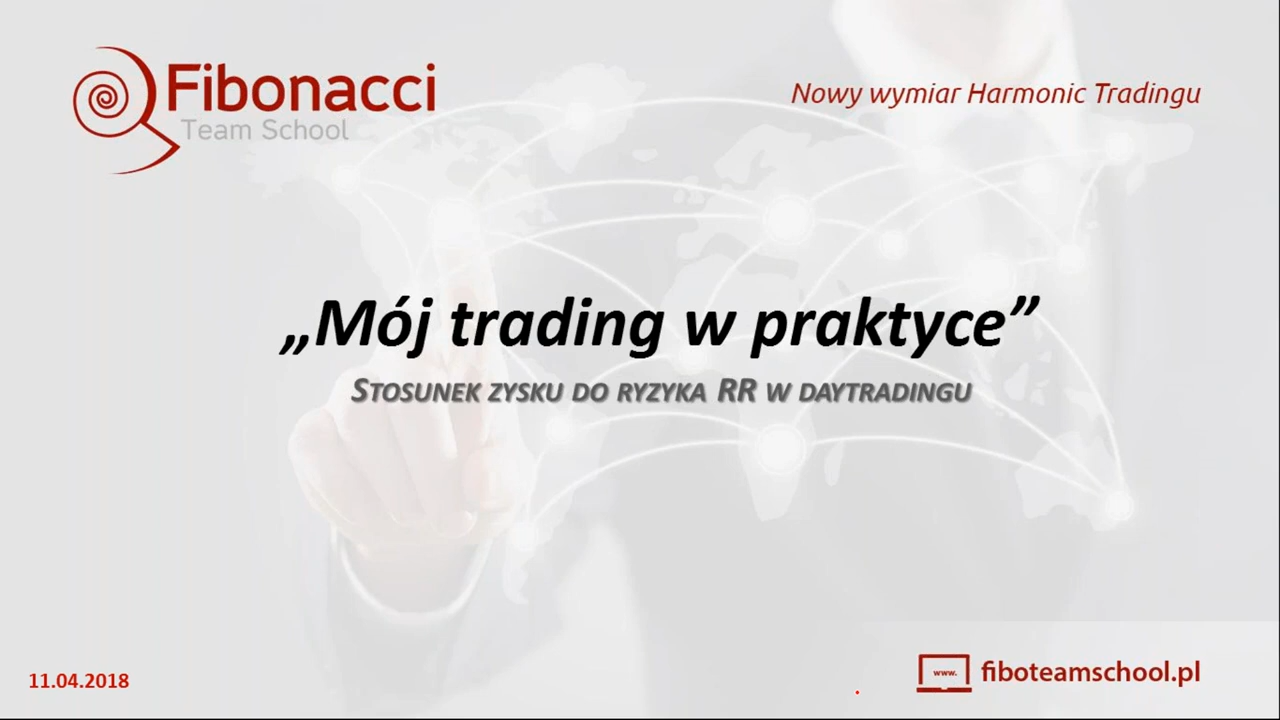 Fibonacci
Team School
Nowy wymiar Harmonic Tradingu
„Mój trading w praktyce”
STOSUNEK ZYSKU DO RYZYKA RR W DAYTRADINGU
11.04.2018
www.
fiboteamschool.pl